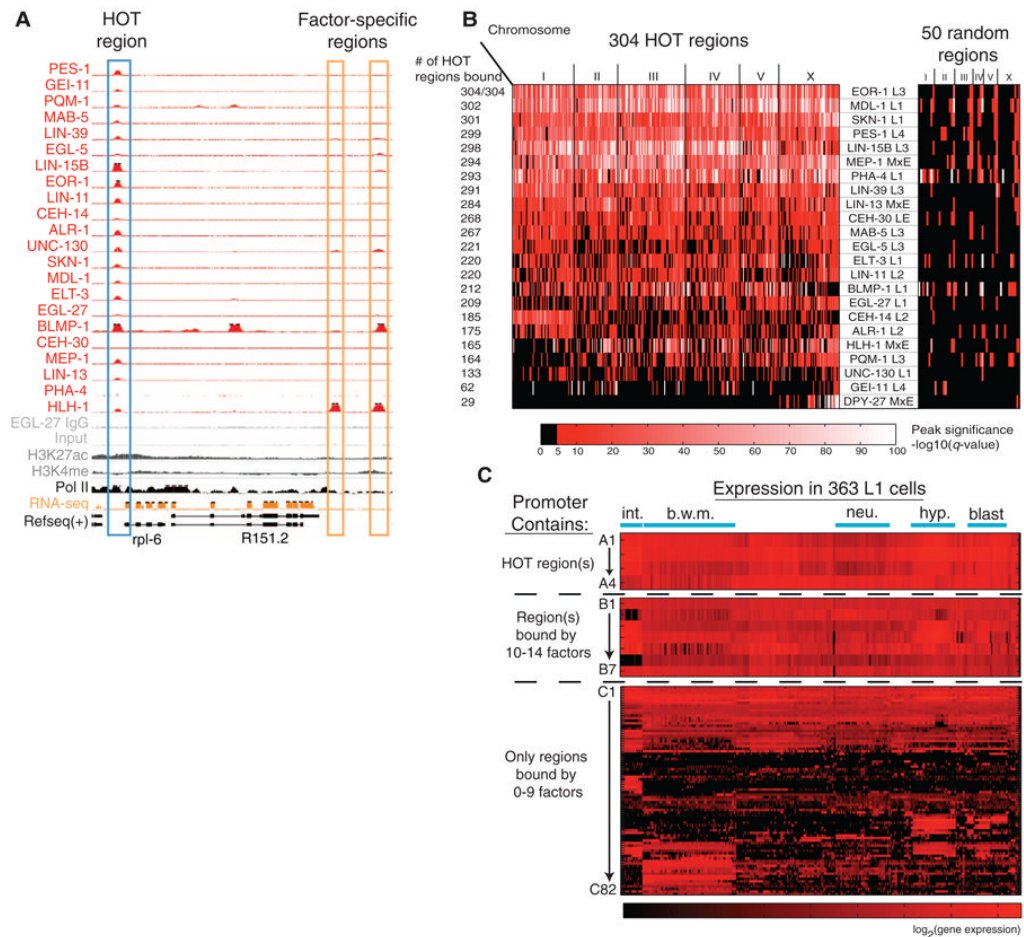 A
HOT
region
Factor-specific
regions
PES-1
GEI-11
PQM-1
MAB-5
LIN-39
EGL-5
LIN-15B
EOR-1
LIN-11
CEH-14
ALR-1
UNC-130
SKN-1
MDL-1
ELT-3
EGL-27
BLMP-1
CEH-30
MEP-1
LIN-13
PHA-4
HLH-1
EGL-27 IgG
Input
H3K27ac
H3K4me
Pol II
RNA-seq
Refseq(+)
rpl-6
R151.2
B
Chromosome
304 HOT regions
50 random
regions
# of HOT
regions bound
I II III IV V X
I II III IV V X
304/304 EOR-1 L3
302 MDL-1 L1
301 SKN-1 L1
299 PES-1 L4
298 LIN-15B L3
294 MEP-1 MxE
293 PHA-4 L1
291 LIN-39 L3
284 LIN-13 MxE
268 CEH-30 LE
267 MAB-5 L3
221 EGL-5 L3
220 ELT-3 L1
220 LIN-11 L2
212 BLMP-1 L1
209 EGL-27 L1
185 CEH-14 L2
175 ALR-1 L2
165 HLH-1 MxE
164 PQM-1 L3
133 UNC-130 L1
62 GEI-11 L4
29 DPY-27 MxE
0 5 10 20 30 40 50 60 70 80 90 100
Peak significance
-log10(q-value)
C
Expression in 363 L1 cells
Promoter
Contains:
int. b.w.m. neu. hyp. blast
A1
HOT region(s)
A4
B1
Region(s)
bound by
10-14 factors
B7
C1
Only regions
bound by
0-9 factors
C82
log2(gene expression)